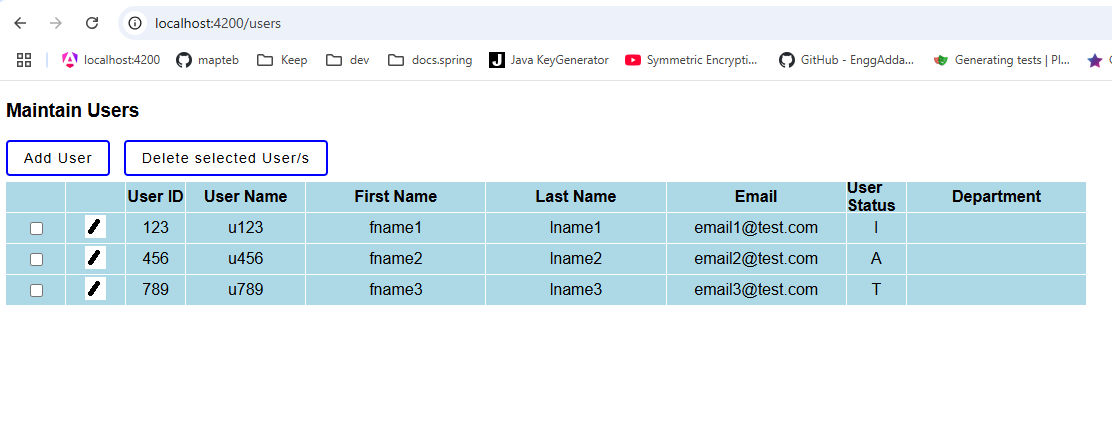 localhost:4200/users
localhost:4200 mapteb Keep dev docs.spring Java KeyGenerator Symmetric Encrypti... GitHub - EnggAdda... Generating tests | Pl...
Maintain Users
Add User Delete selected User/s
User ID User Name First Name Last Name Email User Status Department
123 u123 fname1 lname1 email1@test.com I
456 u456 fname2 lname2 email2@test.com A
789 u789 fname3 lname3 email3@test.com T